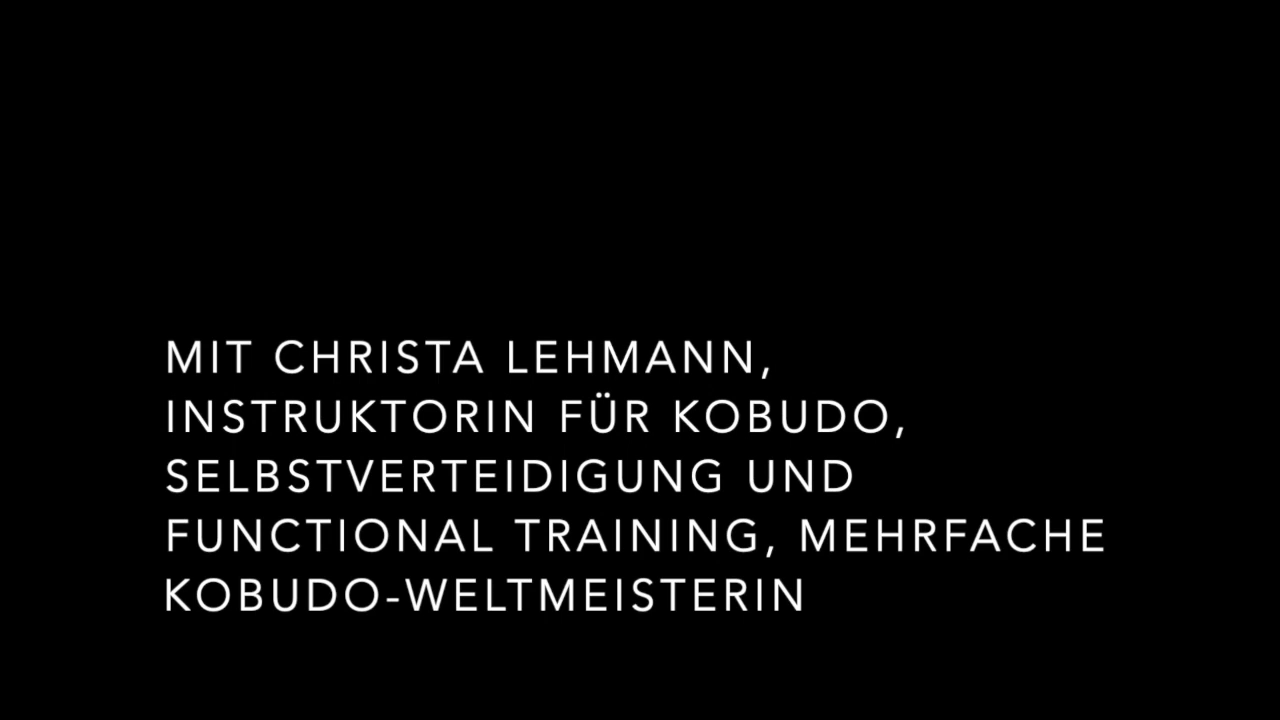 MIT CHRISTA LEHMANN,
INSTRUKTORIN FÜR KOBUDO,
SELBSTVERTEIDIGUNG UND
FUNCTIONAL TRAINING, MEHRFACHE
KOBUDO-WELTMEISTERIN